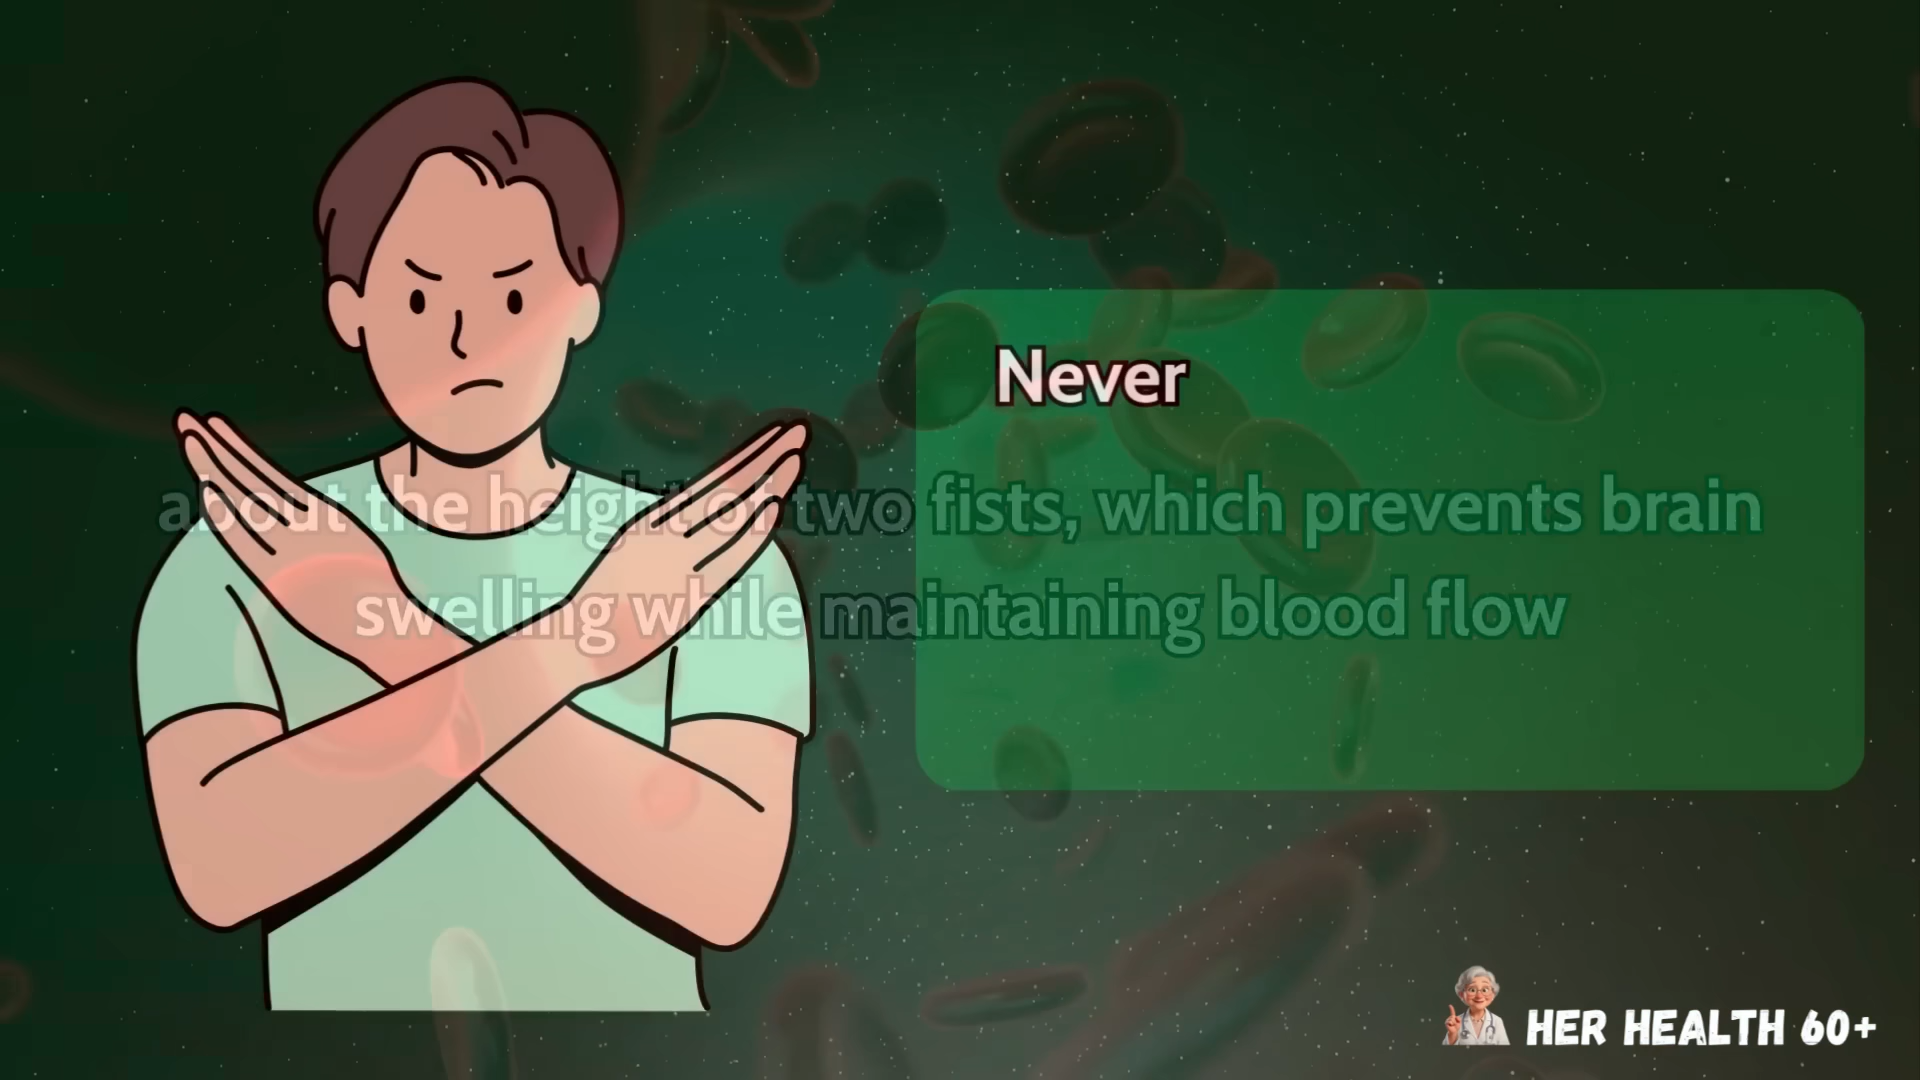 Never
about the height of two fists, which prevents brain
swelling while maintaining blood flow
HER HEALTH 60+